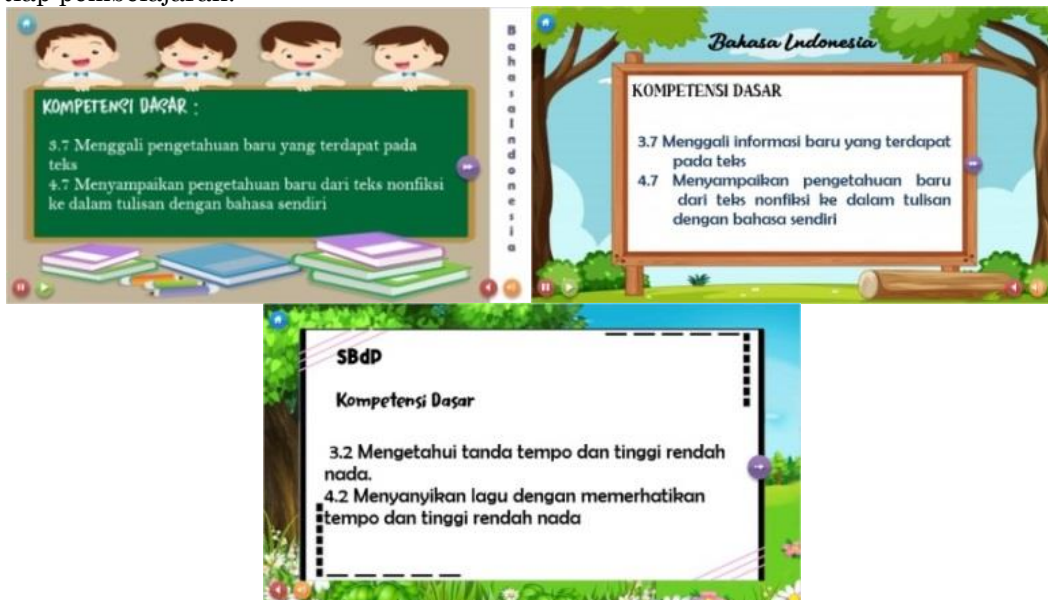 tiap pembelajaran.
KOMPETENSI DASAR :
3.7 Menggali pengetahuan baru yang terdapat pada
teks
4.7 Menyampaikan pengetahuan baru dari teks nonfiksi
ke dalam tulisan dengan bahasa sendiri
BahasaIndonesia
Bahasa Indonesia
KOMPETENSI DASAR
3.7 Menggali informasi baru yang terdapat
pada teks
4.7 Menyampaikan pengetahuan baru
dari teks nonfiksi ke dalam tulisan
dengan bahasa sendiri
SBdP
Kompetensi Dasar
3.2 Mengetahui tanda tempo dan tinggi rendah
nada.
4.2 Menyanyikan lagu dengan memerhatikan
tempo dan tinggi rendah nada